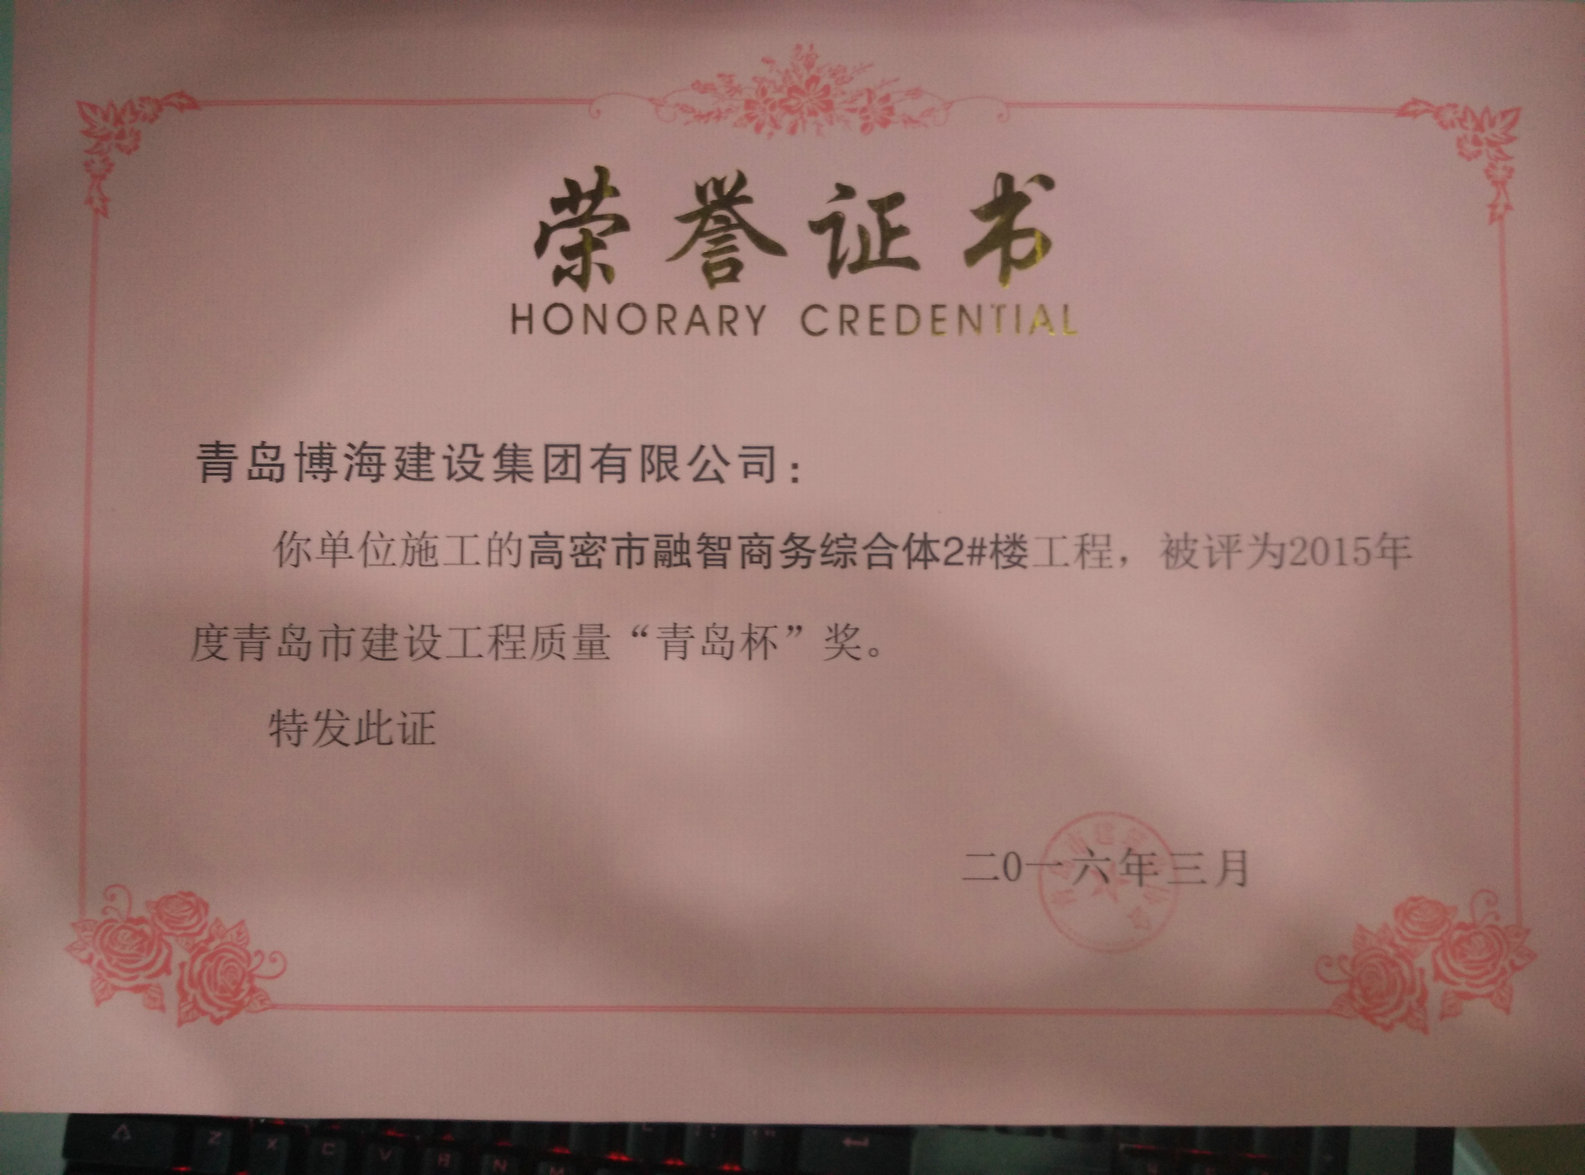 荣誉证书
HONORARY CREDENTIAL
青岛博海建设集团有限公司：
你单位施工的高密市融智商务综合体2#楼工程，被评为2015年
度青岛市建设工程质量“青岛杯”奖。
特发此证
二0一六年三月
Z X C V H N M